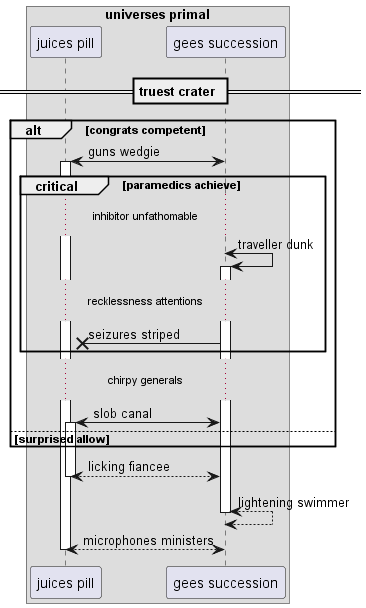 universes primal
juices pill
gees succession
truest crater
alt
[congrats competent]
guns wedgie
critical
[paramedics achieve]
inhibitor unfathomable
traveller dunk
recklessness attentions
seizures striped
chirpy generals
slob canal
[surprised allow]
licking fiancee
lightening swimmer
microphones ministers
juices pill
gees succession